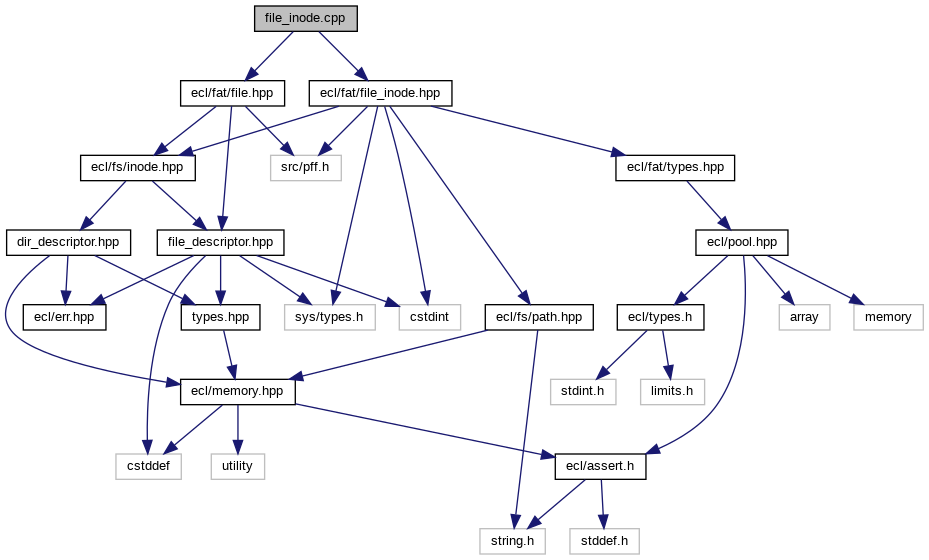 file_inode.cpp
ecl/fat/file.hpp
ecl/fat/file_inode.hpp
ecl/fs/inode.hpp
src/pff.h
ecl/fat/types.hpp
dir_descriptor.hpp
file_descriptor.hpp
ecl/pool.hpp
ecl/err.hpp
types.hpp
sys/types.h
cstdint
ecl/fs/path.hpp
ecl/types.h
array
memory
ecl/memory.hpp
stdint.h
limits.h
cstddef
utility
ecl/assert.h
string.h
stddef.h